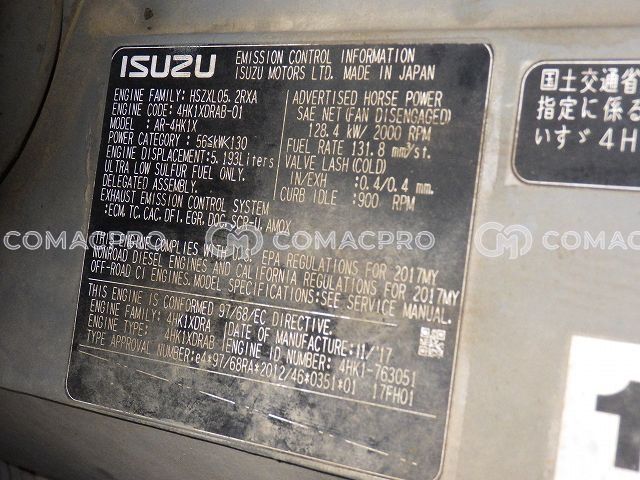 ISUZU
EMISSION CONTROL INFORMATION
ISUZU MOTORS LTD. MADE IN JAPAN
ENGINE FAMILY: HSZXL05.2RXA
ENGINE CODE: 4HK1XDRAB-01
MODEL : AR-4HK1X
POWER CATEGORY : 56≦kW<130
ENGINE DISPLACEMENT:5.193Liters
ULTRA LOW SULFUR FUEL ONLY.
DELEGATED ASSEMBLY.
EXHAUST EMISSION CONTROL SYSTEM
:ECM, TC, CAC, DFI, EGR, DOC, SCR-U, AMOX
ADVERTISED HORSE POWER
SAE NET (FAN DISENGAGED)
128.4 kW/ 2000 RPM
FUEL RATE 131.8 mm³/st.
VALVE LASH (COLD)
IN/EXH :0.4/0.4 mm.
CURB IDLE :900 RPM
THIS ENGINE COMPLIES WITH U.S. EPA REGULATIONS FOR 2017MY
NONROAD DIESEL ENGINES AND CALIFORNIA REGULATIONS FOR 2017MY
OFF-ROAD CI ENGINES. MODEL SPECIFICATIONS:SEE SERVICE MANUAL.
THIS ENGINE IS CONFORMED 97/68/EC DIRECTIVE.
ENGINE FAMILY: 4HK1XDRA
DATE OF MANUFACTURE:11/'17
ENGINE TYPE: 4HK1XDRAB
ENGINE ID NUMBER: 4HK1-763051
TYPE APPROVAL NUMBER:e4*97/68RA*2012/46*0351*01 17FH01
国土交通省
指定に係る
いすゞ4H
1
COMACPRO
COMACPRO
COMACPRO